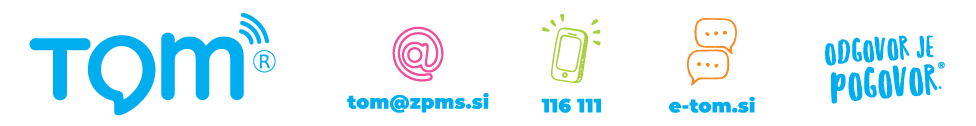 TOM®
@
tom@zpms.si
116 111
e-tom.si
ODGOVOR JE
POGOVOR.®